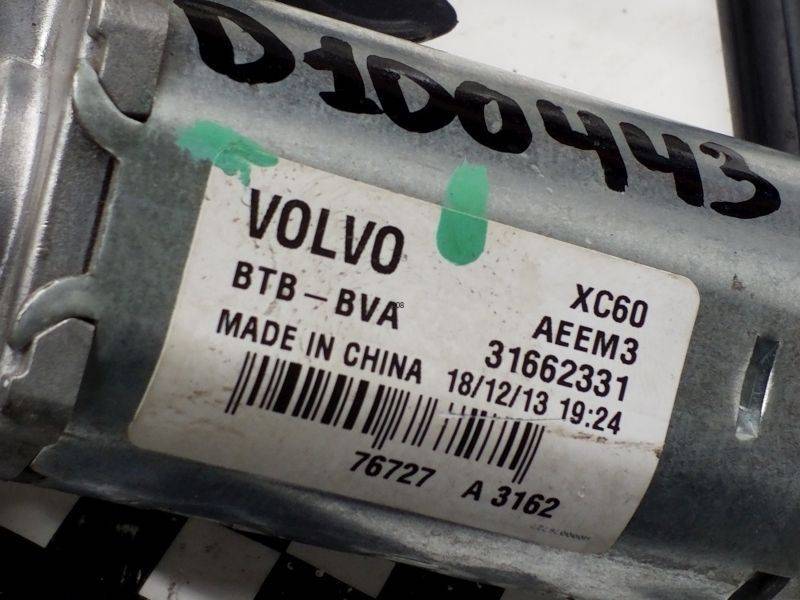 D100443
VOLVO
BTB-BVA
MADE IN CHINA
XC60
AEEM3
31662331
18/12/13 19:24
76727 A 3162